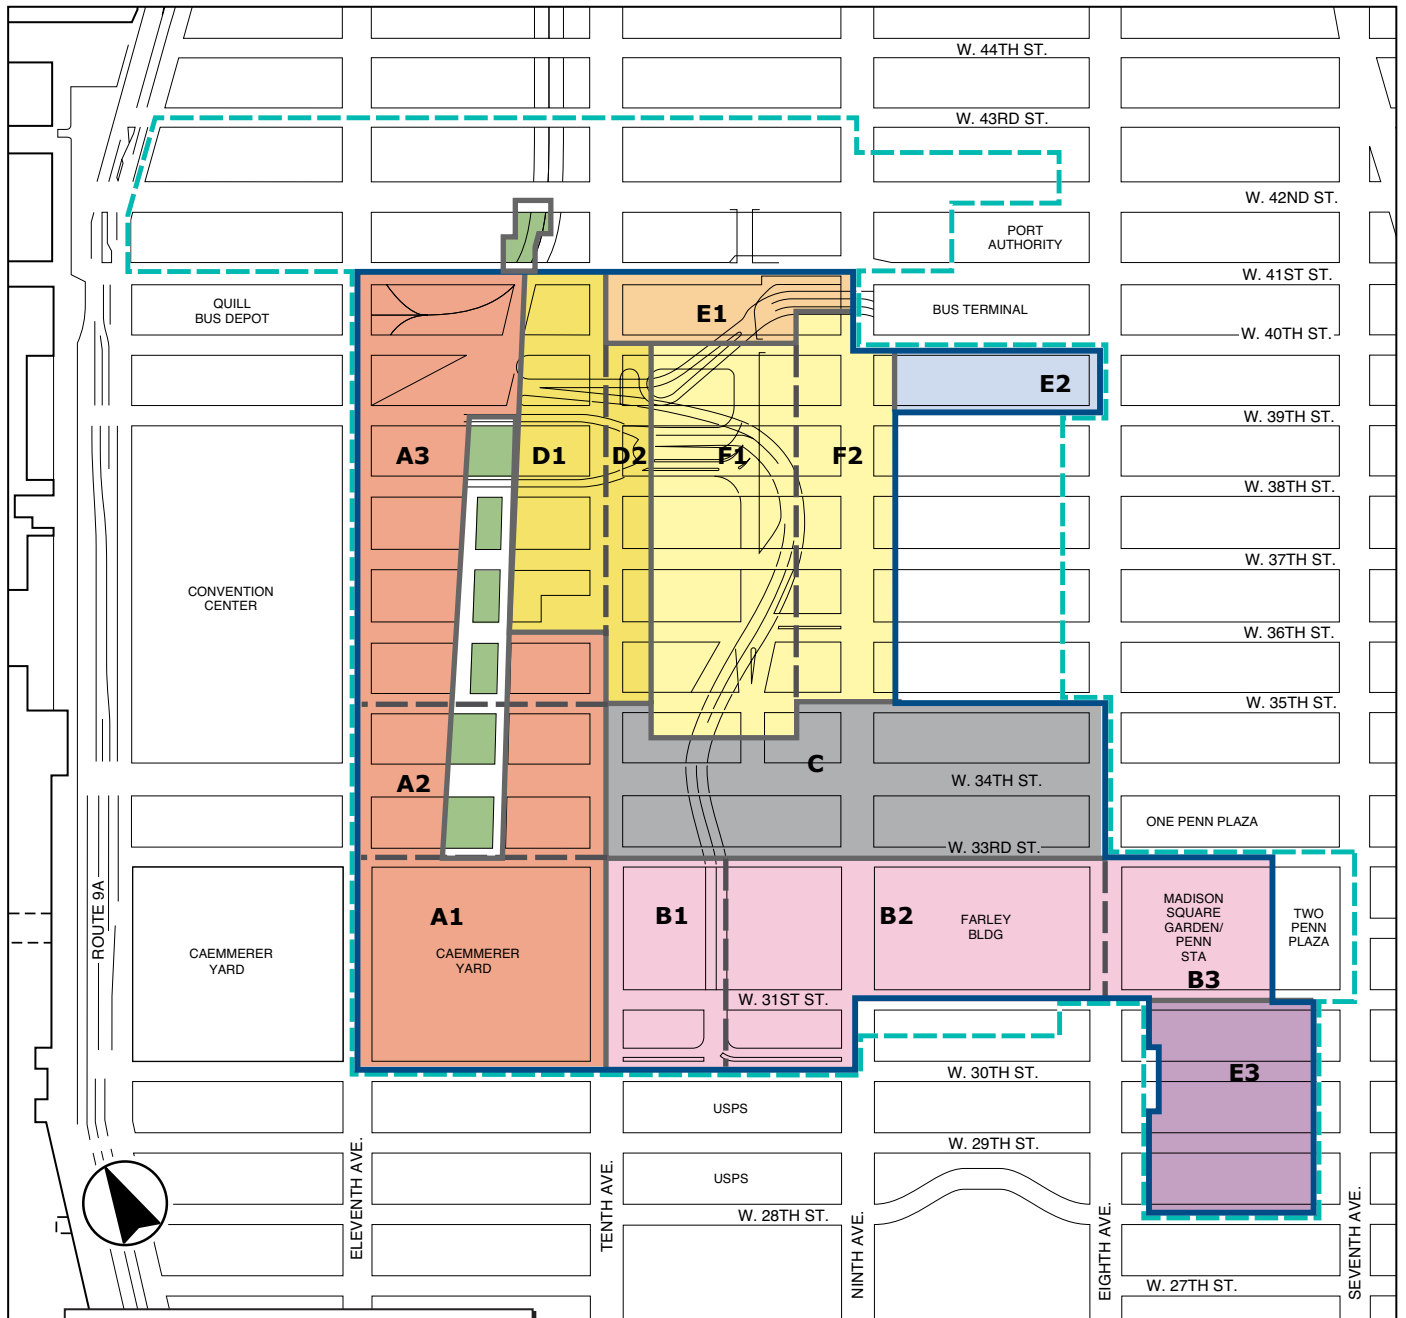 W. 44TH ST.
W. 43RD ST.
W. 42ND ST.
PORT
AUTHORITY
W. 41ST ST.
QUILL
BUS DEPOT
E1
BUS TERMINAL
W. 40TH ST.
E2
W. 39TH ST.
A3
D1
D2
F1
F2
W. 38TH ST.
W. 37TH ST.
CONVENTION
CENTER
W. 36TH ST.
W. 35TH ST.
C
A2
W. 34TH ST.
ONE PENN PLAZA
W. 33RD ST.
ROUTE 9A
A1
B1
B2
FARLEY
BLDG
MADISON
SQUARE
GARDEN/
PENN
STA
TWO
PENN
PLAZA
CAEMMERER
YARD
CAEMMERER
YARD
B3
W. 31ST ST.
W. 30TH ST.
E3
USPS
W. 29TH ST.
USPS
W. 28TH ST.
ELEVENTH AVE.
TENTH AVE.
NINTH AVE.
EIGHTH AVE.
SEVENTH AVE.
W. 27TH ST.